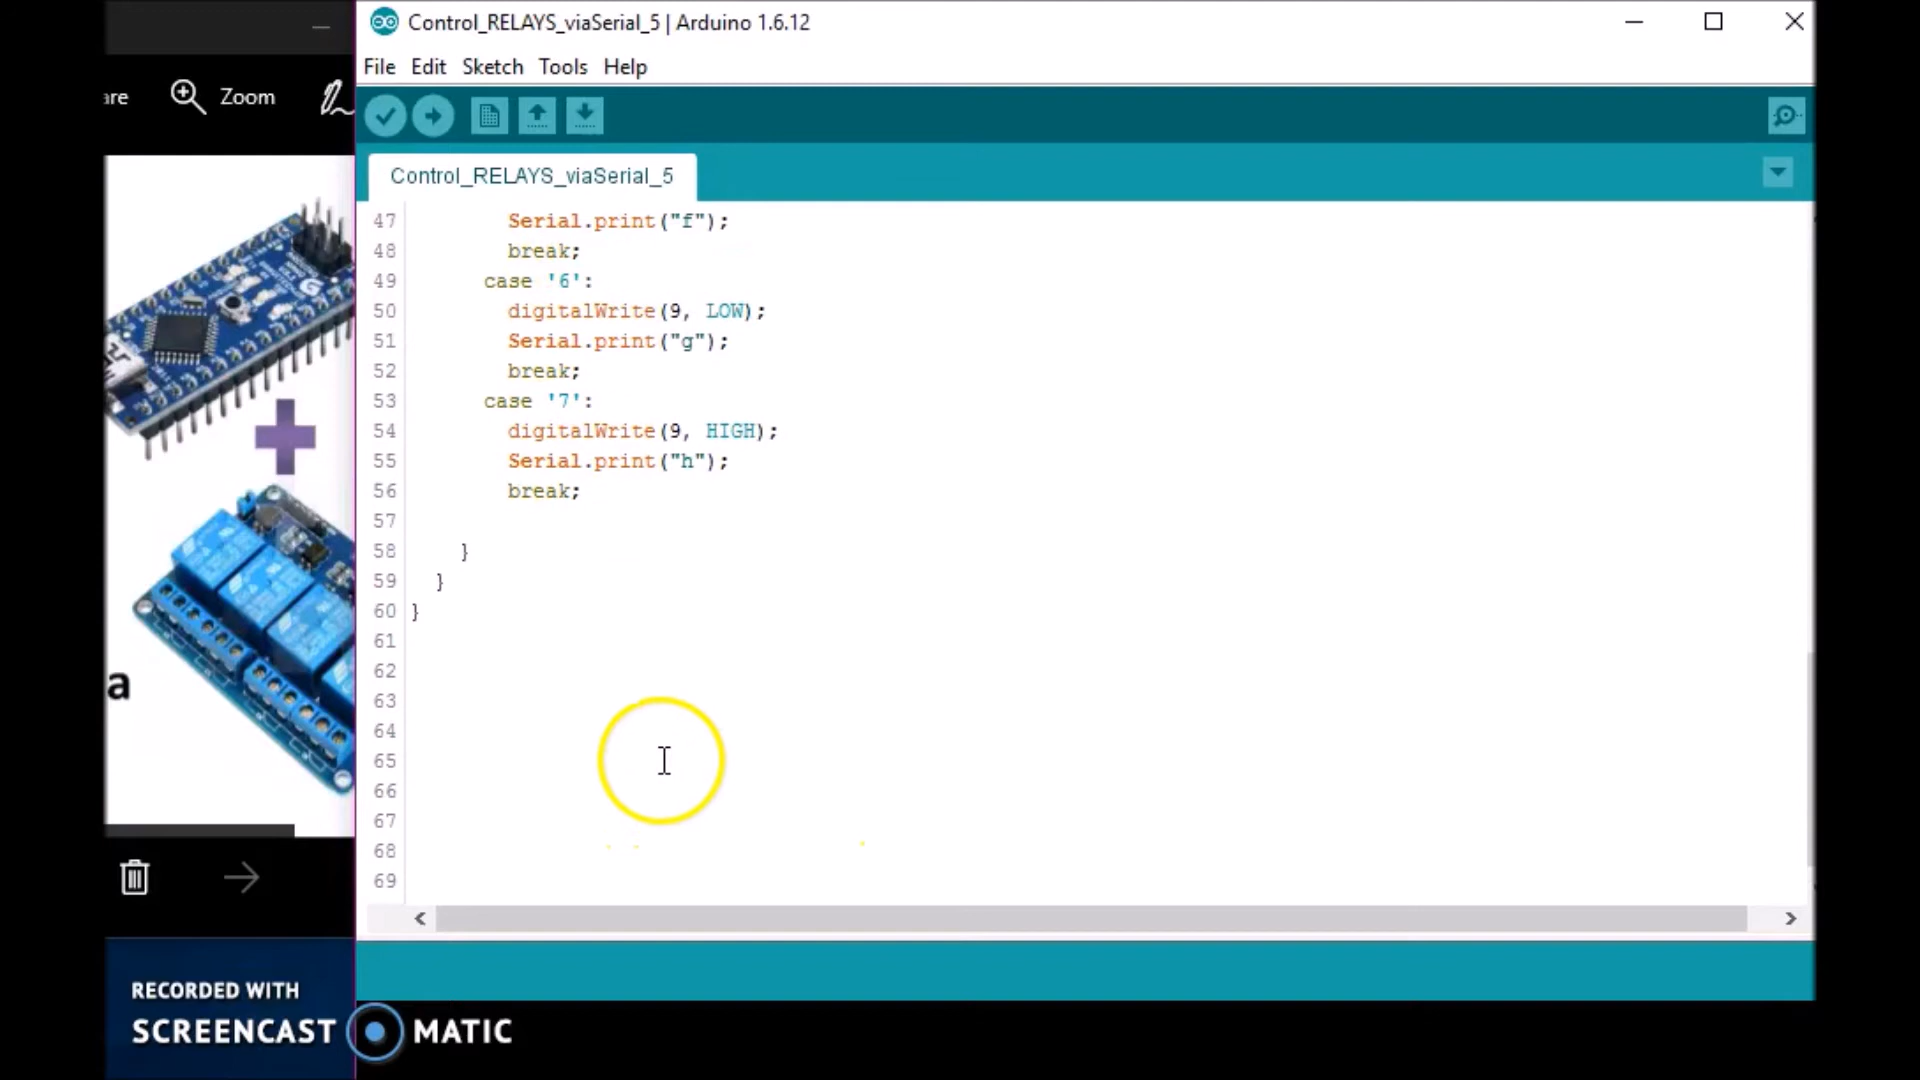 Control_RELAYS_viaSerial_5 | Arduino 1.6.12
File Edit Sketch Tools Help
are Zoom
Control_RELAYS_viaSerial_5
47 Serial.print("f");
48 break;
49 case '6':
50 digitalWrite(9, LOW);
51 Serial.print("g");
52 break;
53 case '7':
54 digitalWrite(9, HIGH);
55 Serial.print("h");
56 break;
57
58 }
59 }
60 }
61
62
63
64
65
66
67
68
69
a
RECORDED WITH
SCREENCAST MATIC